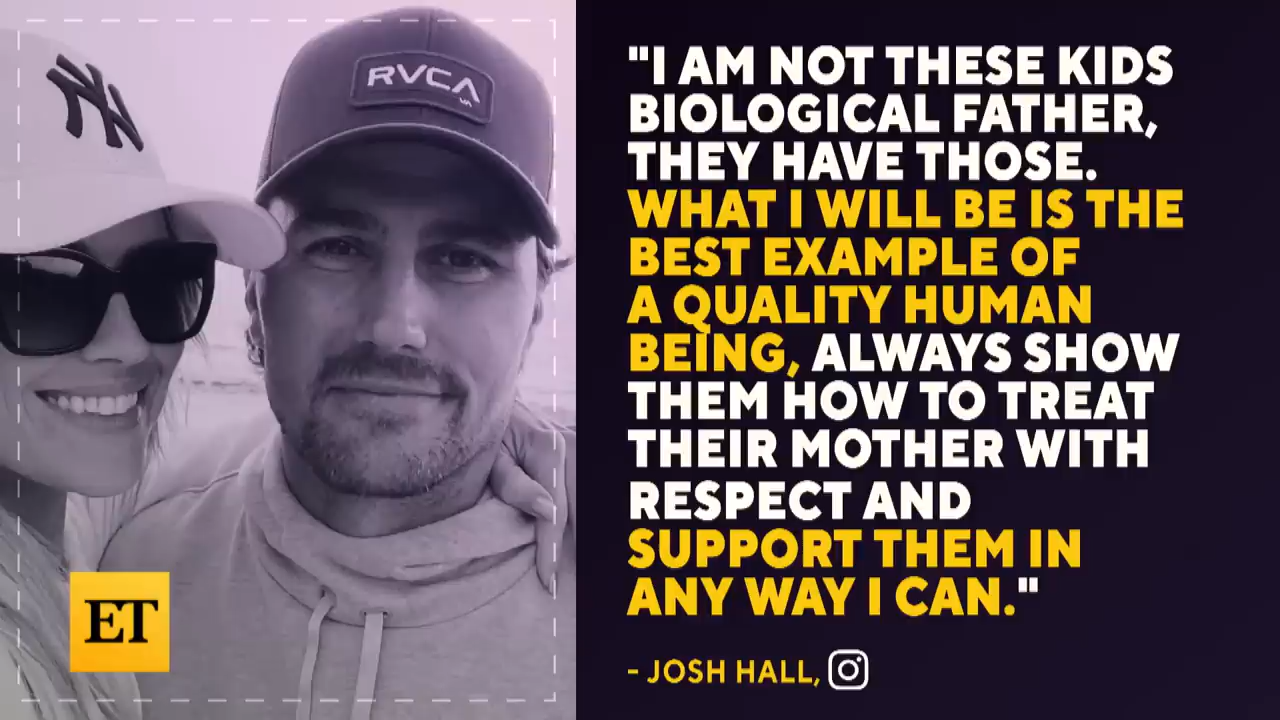 NY
RVCA
VA
ET
"I AM NOT THESE KIDS
BIOLOGICAL FATHER,
THEY HAVE THOSE.
WHAT I WILL BE IS THE
BEST EXAMPLE OF
A QUALITY HUMAN
BEING, ALWAYS SHOW
THEM HOW TO TREAT
THEIR MOTHER WITH
RESPECT AND
SUPPORT THEM IN
ANY WAY I CAN."
- JOSH HALL,